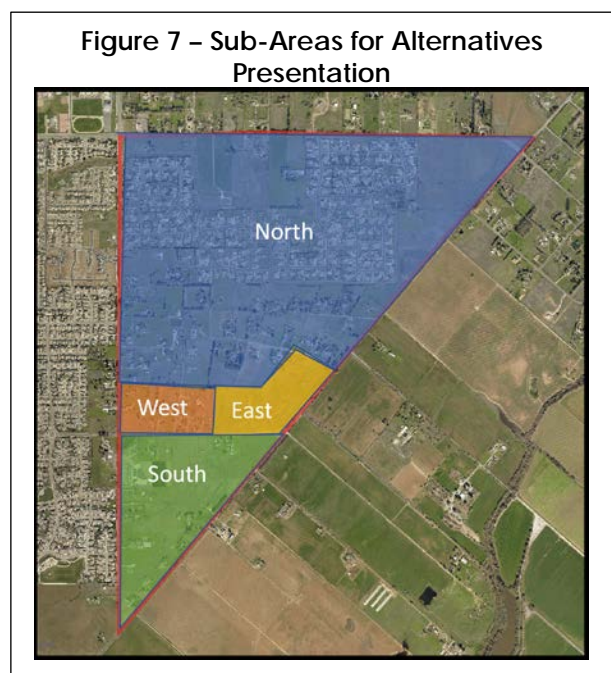 Figure 7 – Sub-Areas for Alternatives
Presentation
North
West
East
South